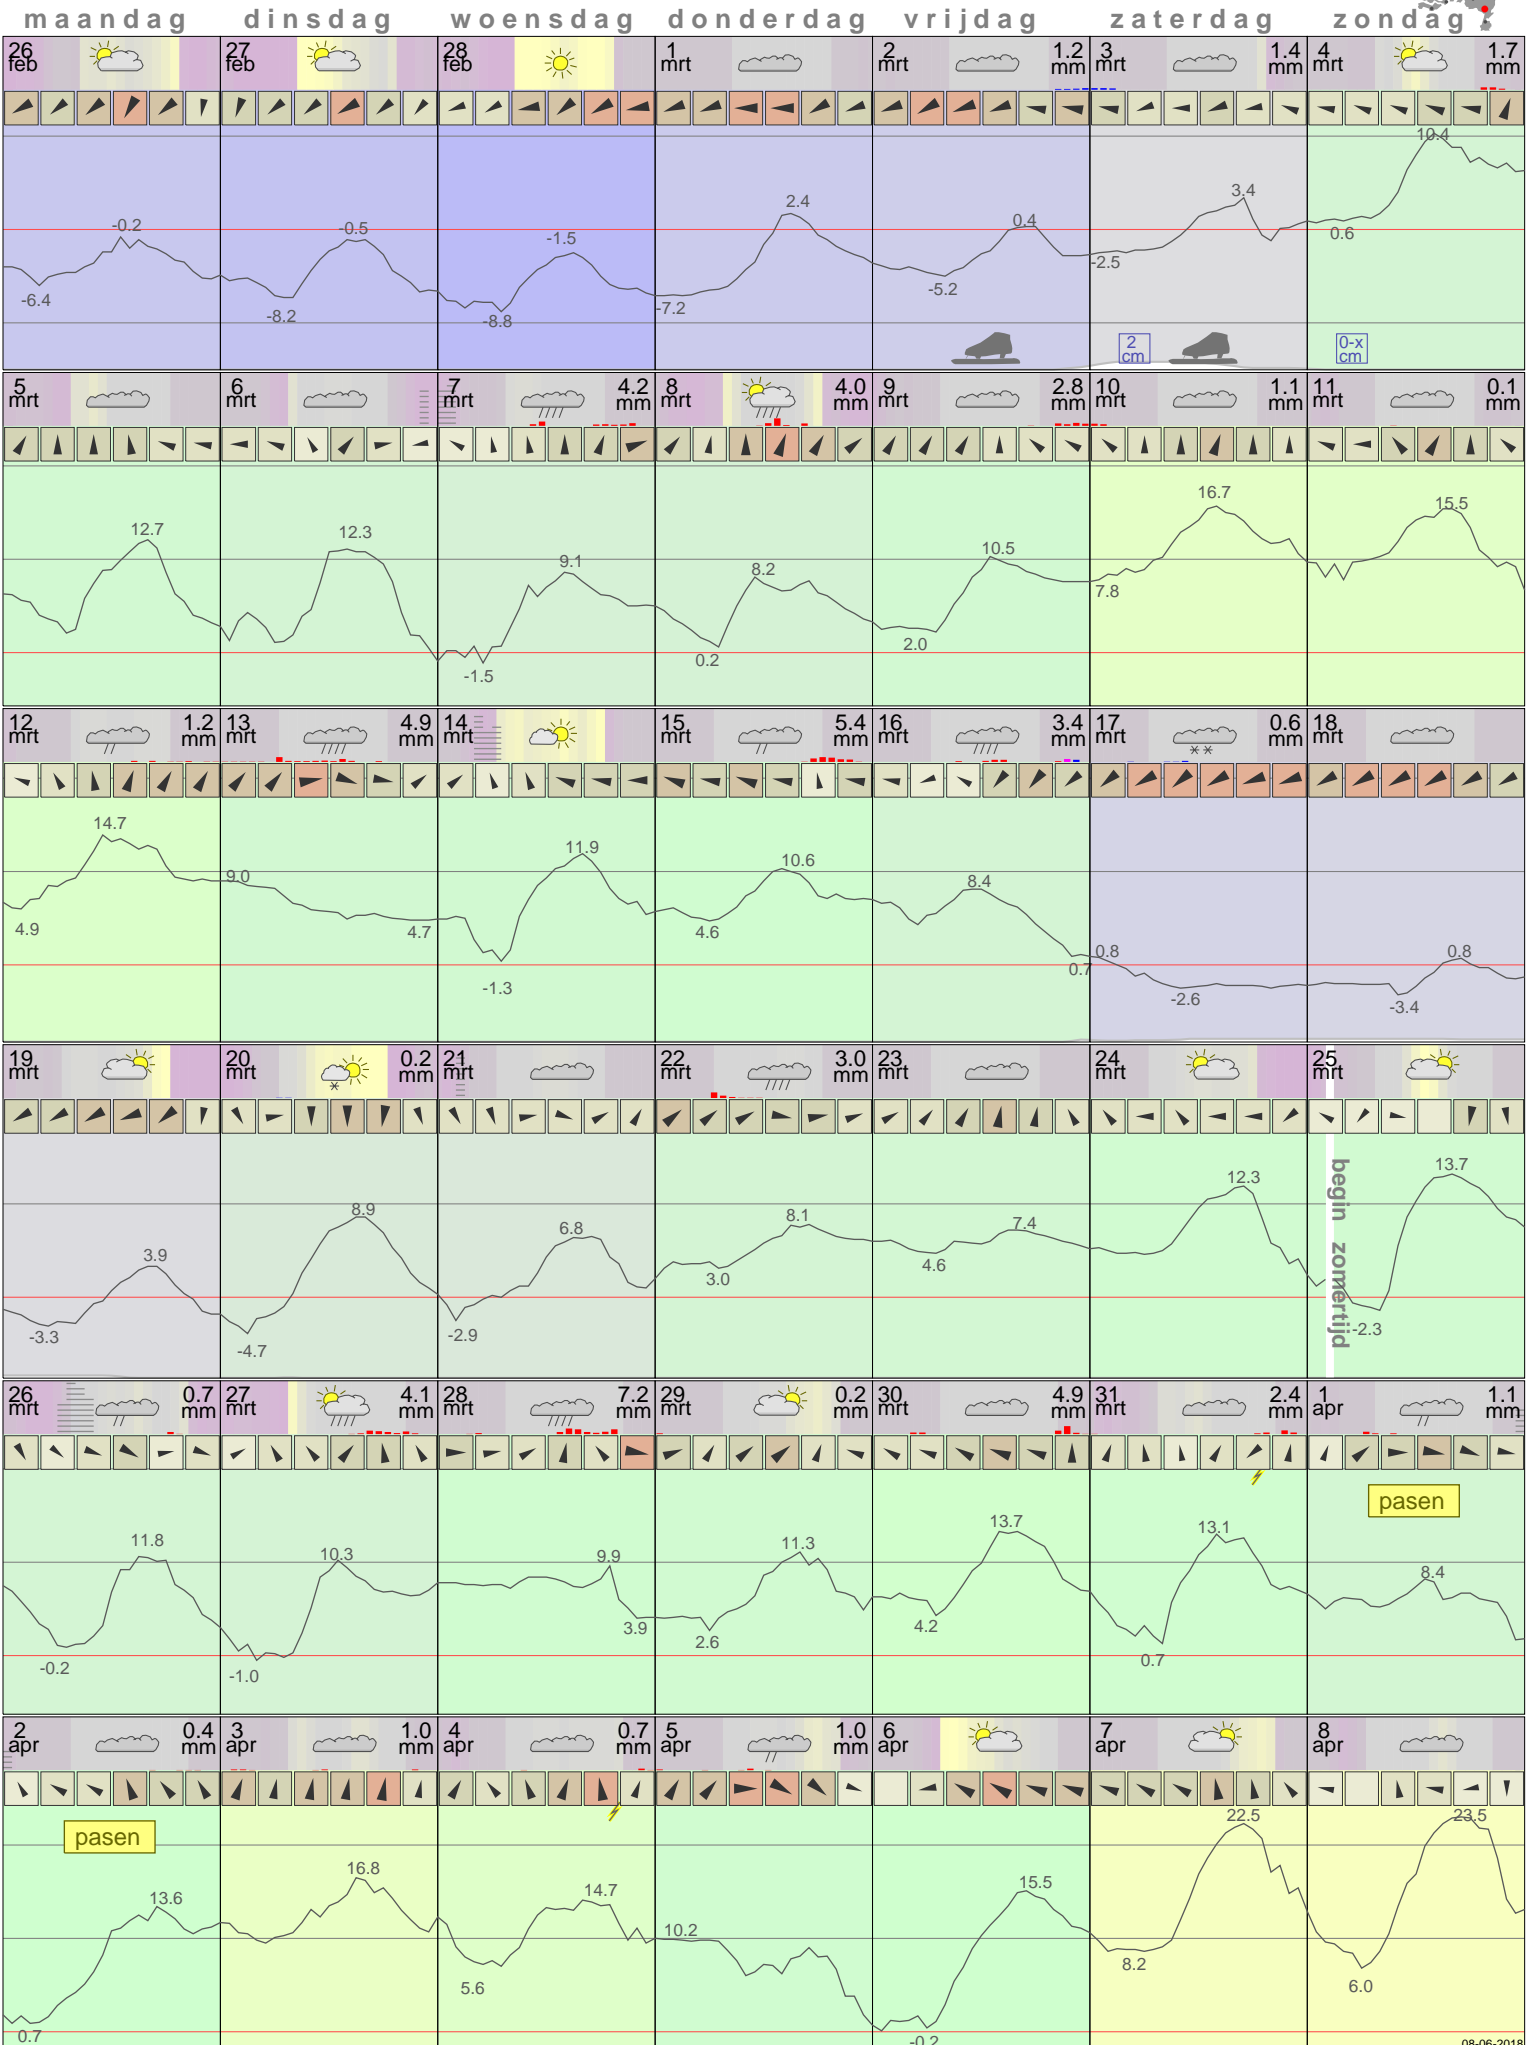 maandag dinsdag woensdag donderdag vrijdag zaterdag zondag
26 27 28 1 2 1.2 3 1.4 4 1.7
feb feb feb mrt mrt mm mrt mm mrt mm
-0.2 -0.5 -1.5 2.4 0.4 3.4 10.4
-6.4 -8.2 -8.8 -7.2 -5.2 -2.5 0.6
2 0-x
cm cm
5 6 7 4.2 8 4.0 9 2.8 10 1.1 11 0.1
mrt mrt mrt mm mrt mm mrt mm mrt mm mrt mm
12.7 12.3 9.1 8.2 10.5 16.7 15.5
-1.5 0.2 2.0 7.8
12 1.2 13 4.9 14 15 5.4 16 3.4 17 0.6 18
mrt mm mrt mm mrt mrt mm mrt mm mrt mm mrt
14.7 9.0 11.9 10.6 8.4 0.8 0.8
4.9 4.7 -1.3 4.6 0.7 -2.6 -3.4
19 20 0.2 21 22 3.0 23 24 25
mrt mrt mm mrt mrt mm mrt mrt mrt
3.9 8.9 6.8 8.1 7.4 12.3 13.7
-3.3 -4.7 -2.9 3.0 4.6 -2.3
begin zomertijd
26 0.7 27 4.1 28 7.2 29 0.2 30 4.9 31 2.4 1 1.1
mrt mm mrt mm mrt mm mrt mm mrt mm mrt mm apr mm
pasen
11.8 10.3 9.9 11.3 13.7 13.1 8.4
-0.2 -1.0 3.9 2.6 4.2 0.7
2 0.4 3 1.0 4 0.7 5 1.0 6 7 8
apr mm apr mm apr mm apr mm apr apr apr
pasen
13.6 16.8 14.7 10.2 15.5 22.5 23.5
0.7 5.6 -0.2 8.2 6.0
08-06-2018